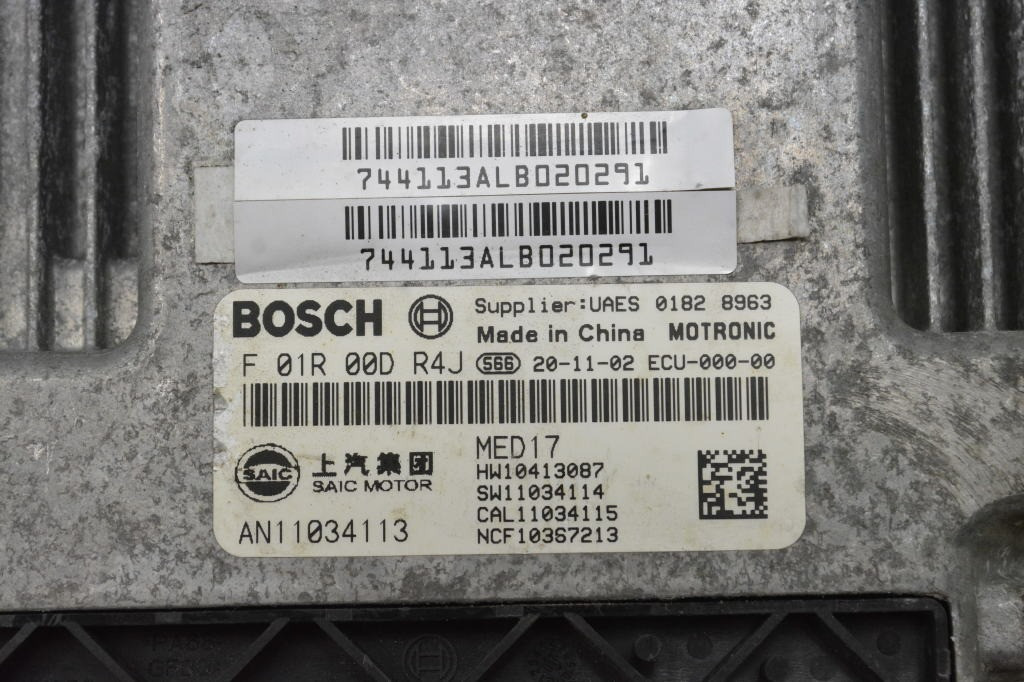 744113ALB020291
744113ALB020291
BOSCH Supplier:UAES 0182 8963
Made in China MOTRONIC
F 01R 00D R4J S66 20-11-02 ECU-000-00
MED17
HW10413087
SAIC 上汽集团
SAIC MOTOR
SW11034114
CAL11034115
AN11034113
NCF10367213